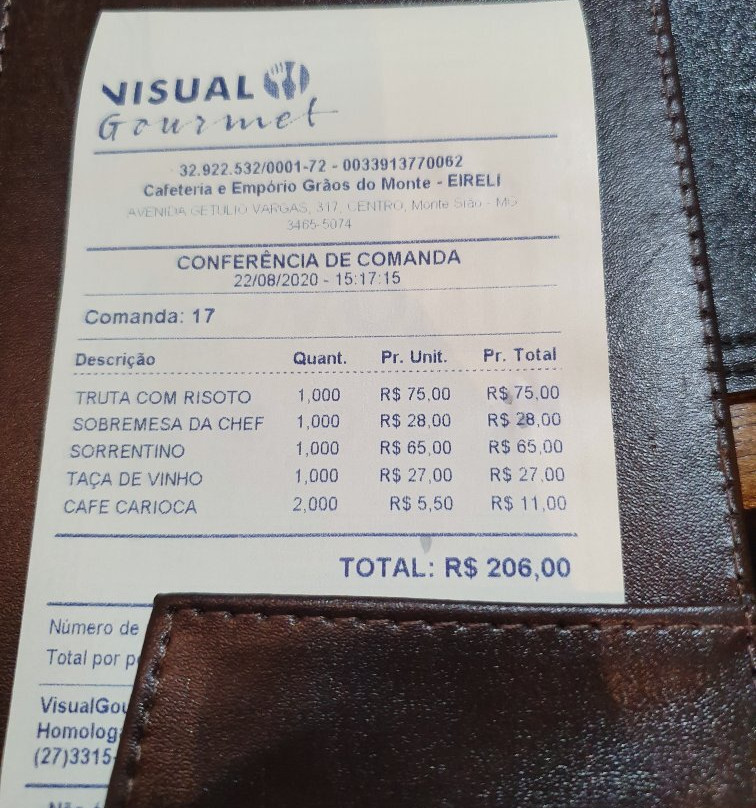 VISUAL
Gourmet
32.922.532/0001-72 - 0033913770062
Cafeteria e Empório Grãos do Monte - EIRELI
AVENIDA GETULIO VARGAS, 317, CENTRO, Monte Sião - MG
3465-5074
CONFERÊNCIA DE COMANDA
22/08/2020 - 15:17:15
Comanda: 17
Descrição Quant. Pr. Unit. Pr. Total
TRUTA COM RISOTO 1,000 R$ 75,00 R$ 75,00
SOBREMESA DA CHEF 1,000 R$ 28,00 R$ 28,00
SORRENTINO 1,000 R$ 65,00 R$ 65,00
TAÇA DE VINHO 1,000 R$ 27,00 R$ 27,00
CAFE CARIOCA 2,000 R$ 5,50 R$ 11,00
TOTAL: R$ 206,00
Número de
Total por p
VisualGou
Homolog
(27)3315-